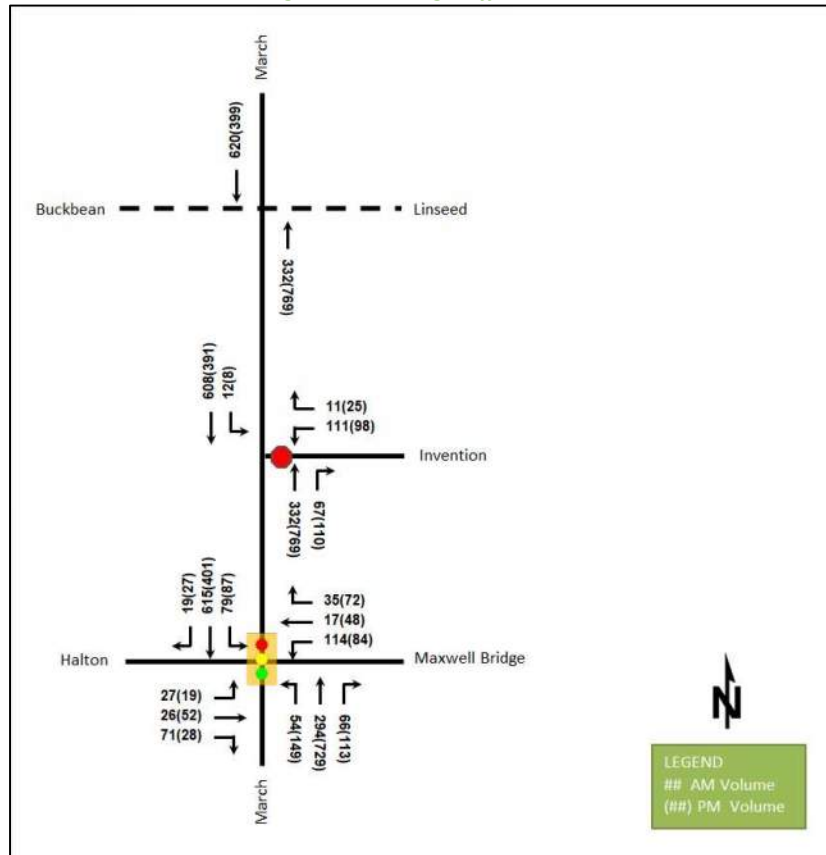 March
620(399)
Buckbean
Linseed
332(769)
608(391)
12(8)
11(25)
111(98)
Invention
332(769)
67(110)
19(27)
615(401)
79(87)
35(72)
17(48)
114(84)
Halton
Maxwell Bridge
27(19)
26(52)
71(28)
54(149)
294(729)
66(113)
March
N
LEGEND
## AM Volume
(##) PM Volume